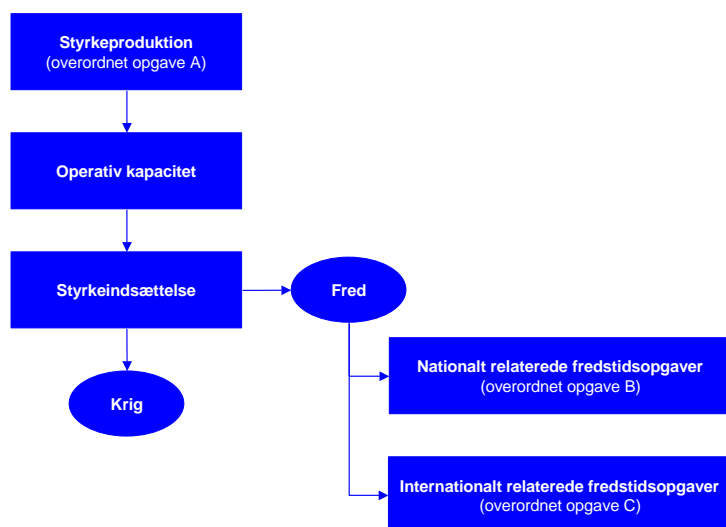 Styrkeproduktion
(overordnet opgave A)
Operativ kapacitet
Styrkeindsættelse
Fred
Krig
Nationalt relaterede fredstidsopgaver
(overordnet opgave B)
Internationalt relaterede fredstidsopgaver
(overordnet opgave C)